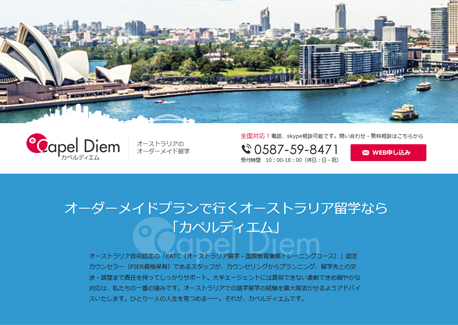 Capel Diem
カペルディエム
オーストラリアの
オーダーメイド留学
全国対応！電話、skype相談可能です。問い合わせ・無料相談はこちらから
0587-59-8471
受付時間 10：00-18：00（休日：日・祝）
WEB申し込み
オーダーメイドプランで行くオーストラリア留学なら
「カペルディエム」
Capel Diem
オーストラリア政府認定の「EATC（オーストラリア留学・国際教育業務トレーニングコース）」認定
カウンセラー（PIER資格保有）であるスタッフが、カウンセリングからプランニング、留学先との交
渉・調整まで責任を持ってしっかりサポート。大手エージェントには真似できない柔軟できめ細やかな
対応は、私たちの一番の強みです。オーストラリアでの語学留学の経験を最大限活かせるようアドバイ
スいたします。ひとり一人の人生を見つめる――。それが、カペルディエムです。